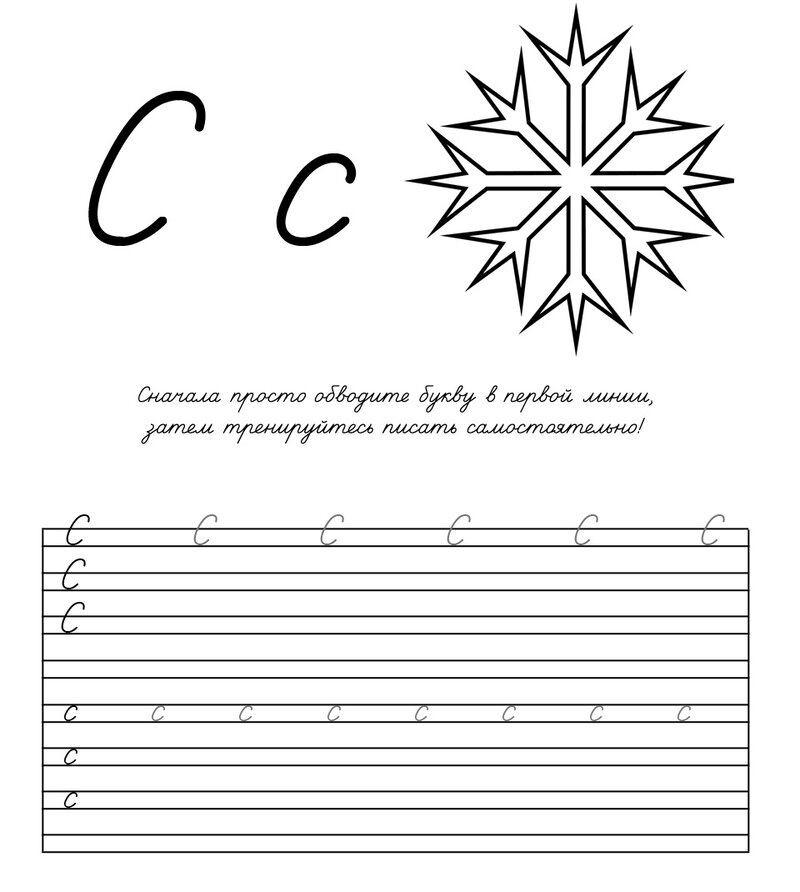 С с
Сначала просто обводите букву в первой линии,
затем тренируйтесь писать самостоятельно!
С С С С С С
С
С
с с с с с с с с
с
с